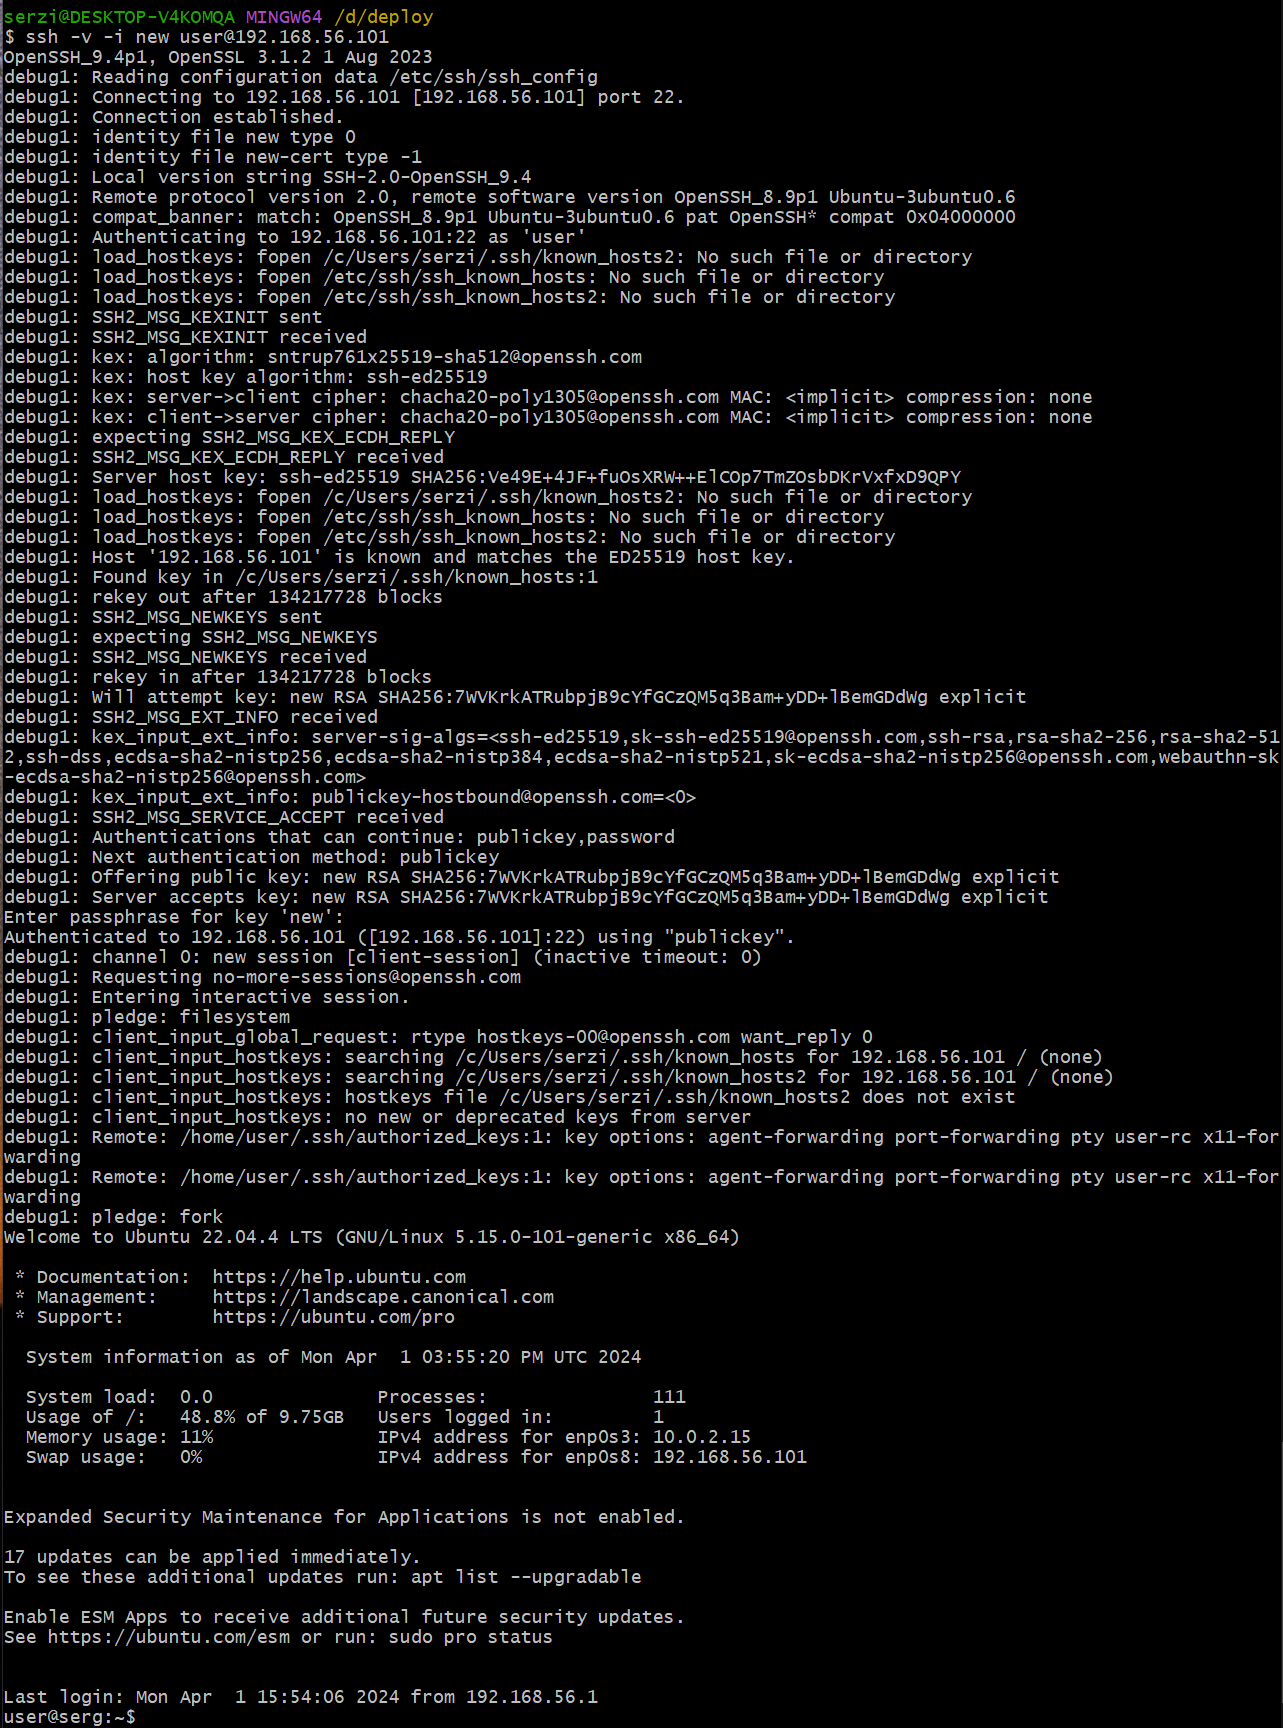 serzi@DESKTOP-V4KOMQA MINGW64 /d/deploy
$ ssh -v -i new user@192.168.56.101
OpenSSH_9.4p1, OpenSSL 3.1.2 1 Aug 2023
debug1: Reading configuration data /etc/ssh/ssh_config
debug1: Connecting to 192.168.56.101 [192.168.56.101] port 22.
debug1: Connection established.
debug1: identity file new type 0
debug1: identity file new-cert type -1
debug1: Local version string SSH-2.0-OpenSSH_9.4
debug1: Remote protocol version 2.0, remote software version OpenSSH_8.9p1 Ubuntu-3ubuntu0.6
debug1: compat_banner: match: OpenSSH_8.9p1 Ubuntu-3ubuntu0.6 pat OpenSSH* compat 0x04000000
debug1: Authenticating to 192.168.56.101:22 as 'user'
debug1: load_hostkeys: fopen /c/Users/serzi/.ssh/known_hosts2: No such file or directory
debug1: load_hostkeys: fopen /etc/ssh/ssh_known_hosts: No such file or directory
debug1: load_hostkeys: fopen /etc/ssh/ssh_known_hosts2: No such file or directory
debug1: SSH2_MSG_KEXINIT sent
debug1: SSH2_MSG_KEXINIT received
debug1: kex: algorithm: sntrup761x25519-sha512@openssh.com
debug1: kex: host key algorithm: ssh-ed25519
debug1: kex: server->client cipher: chacha20-poly1305@openssh.com MAC: <implicit> compression: none
debug1: kex: client->server cipher: chacha20-poly1305@openssh.com MAC: <implicit> compression: none
debug1: expecting SSH2_MSG_KEX_ECDH_REPLY
debug1: SSH2_MSG_KEX_ECDH_REPLY received
debug1: Server host key: ssh-ed25519 SHA256:Ve49E+4JF+fuOsXRW++ElCOp7TmZOsbDKrVxfxD9QPY
debug1: load_hostkeys: fopen /c/Users/serzi/.ssh/known_hosts2: No such file or directory
debug1: load_hostkeys: fopen /etc/ssh/ssh_known_hosts: No such file or directory
debug1: load_hostkeys: fopen /etc/ssh/ssh_known_hosts2: No such file or directory
debug1: Host '192.168.56.101' is known and matches the ED25519 host key.
debug1: Found key in /c/Users/serzi/.ssh/known_hosts:1
debug1: rekey out after 134217728 blocks
debug1: SSH2_MSG_NEWKEYS sent
debug1: expecting SSH2_MSG_NEWKEYS
debug1: SSH2_MSG_NEWKEYS received
debug1: rekey in after 134217728 blocks
debug1: Will attempt key: new RSA SHA256:7WVKrkATRubpjB9cYfGCzQM5q3Bam+yDD+lBemGDdWg explicit
debug1: SSH2_MSG_EXT_INFO received
debug1: kex_input_ext_info: server-sig-algs=<ssh-ed25519,sk-ssh-ed25519@openssh.com,ssh-rsa,rsa-sha2-256,rsa-sha2-51
2,ssh-dss,ecdsa-sha2-nistp256,ecdsa-sha2-nistp384,ecdsa-sha2-nistp521,sk-ecdsa-sha2-nistp256@openssh.com,webauthn-sk
-ecdsa-sha2-nistp256@openssh.com>
debug1: kex_input_ext_info: publickey-hostbound@openssh.com=<0>
debug1: SSH2_MSG_SERVICE_ACCEPT received
debug1: Authentications that can continue: publickey,password
debug1: Next authentication method: publickey
debug1: Offering public key: new RSA SHA256:7WVKrkATRubpjB9cYfGCzQM5q3Bam+yDD+lBemGDdWg explicit
debug1: Server accepts key: new RSA SHA256:7WVKrkATRubpjB9cYfGCzQM5q3Bam+yDD+lBemGDdWg explicit
Enter passphrase for key 'new':
Authenticated to 192.168.56.101 ([192.168.56.101]:22) using "publickey".
debug1: channel 0: new session [client-session] (inactive timeout: 0)
debug1: Requesting no-more-sessions@openssh.com
debug1: Entering interactive session.
debug1: pledge: filesystem
debug1: client_input_global_request: rtype hostkeys-00@openssh.com want_reply 0
debug1: client_input_hostkeys: searching /c/Users/serzi/.ssh/known_hosts for 192.168.56.101 / (none)
debug1: client_input_hostkeys: searching /c/Users/serzi/.ssh/known_hosts2 for 192.168.56.101 / (none)
debug1: client_input_hostkeys: hostkeys file /c/Users/serzi/.ssh/known_hosts2 does not exist
debug1: client_input_hostkeys: no new or deprecated keys from server
debug1: Remote: /home/user/.ssh/authorized_keys:1: key options: agent-forwarding port-forwarding pty user-rc x11-for
warding
debug1: Remote: /home/user/.ssh/authorized_keys:1: key options: agent-forwarding port-forwarding pty user-rc x11-for
warding
debug1: pledge: fork
Welcome to Ubuntu 22.04.4 LTS (GNU/Linux 5.15.0-101-generic x86_64)
* Documentation: https://help.ubuntu.com
* Management: https://landscape.canonical.com
* Support: https://ubuntu.com/pro
System information as of Mon Apr 1 03:55:20 PM UTC 2024
System load: 0.0 Processes: 111
Usage of /: 48.8% of 9.75GB Users logged in: 1
Memory usage: 11% IPv4 address for enp0s3: 10.0.2.15
Swap usage: 0% IPv4 address for enp0s8: 192.168.56.101
Expanded Security Maintenance for Applications is not enabled.
17 updates can be applied immediately.
To see these additional updates run: apt list --upgradable
Enable ESM Apps to receive additional future security updates.
See https://ubuntu.com/esm or run: sudo pro status
Last login: Mon Apr 1 15:54:06 2024 from 192.168.56.1
user@serg:~$